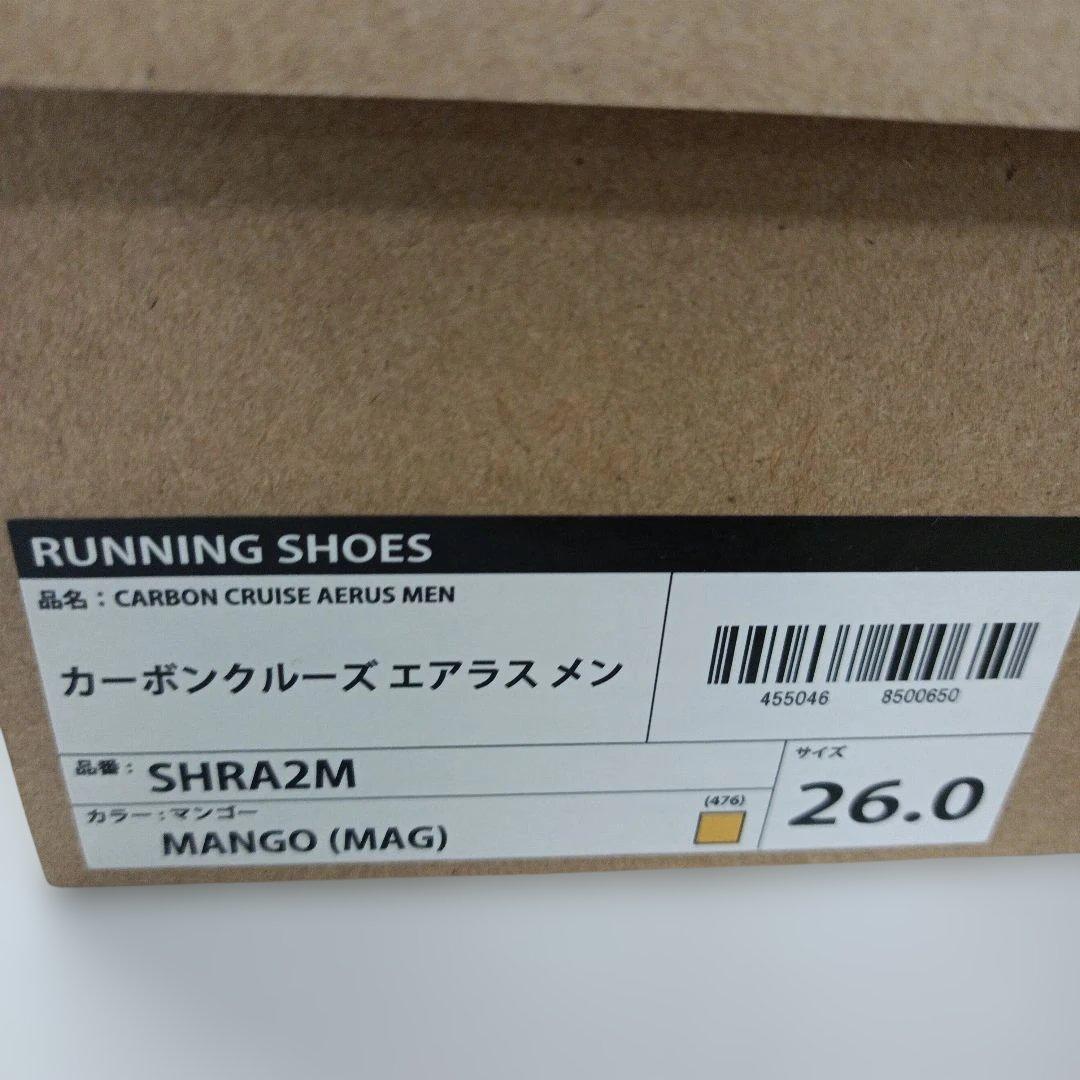 RUNNING SHOES
品名：CARBON CRUISE AERUS MEN
カーボンクルーズ エアラス メン
455046 8500650
品番： SHRA2M
サイズ
26.0
カラー：マンゴー
(476)
MANGO (MAG)